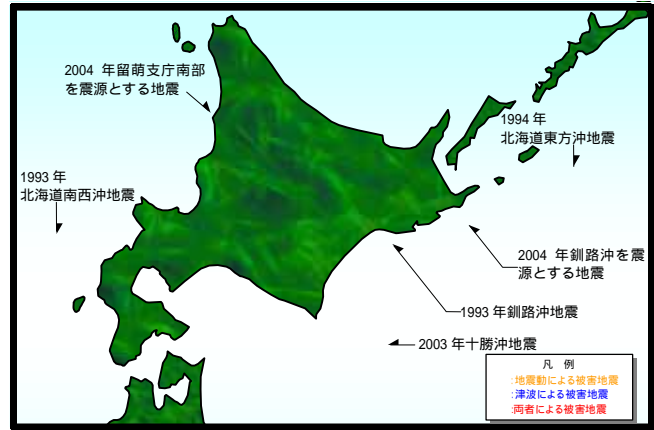 2004 年留萌支庁南部
を震源とする地震
1994 年
北海道東方沖地震
1993 年
北海道南西沖地震
2004 年釧路沖を震
源とする地震
1993 年釧路沖地震
2003 年十勝沖地震
凡 例
:地震動による被害地震
:津波による被害地震
:両者による被害地震